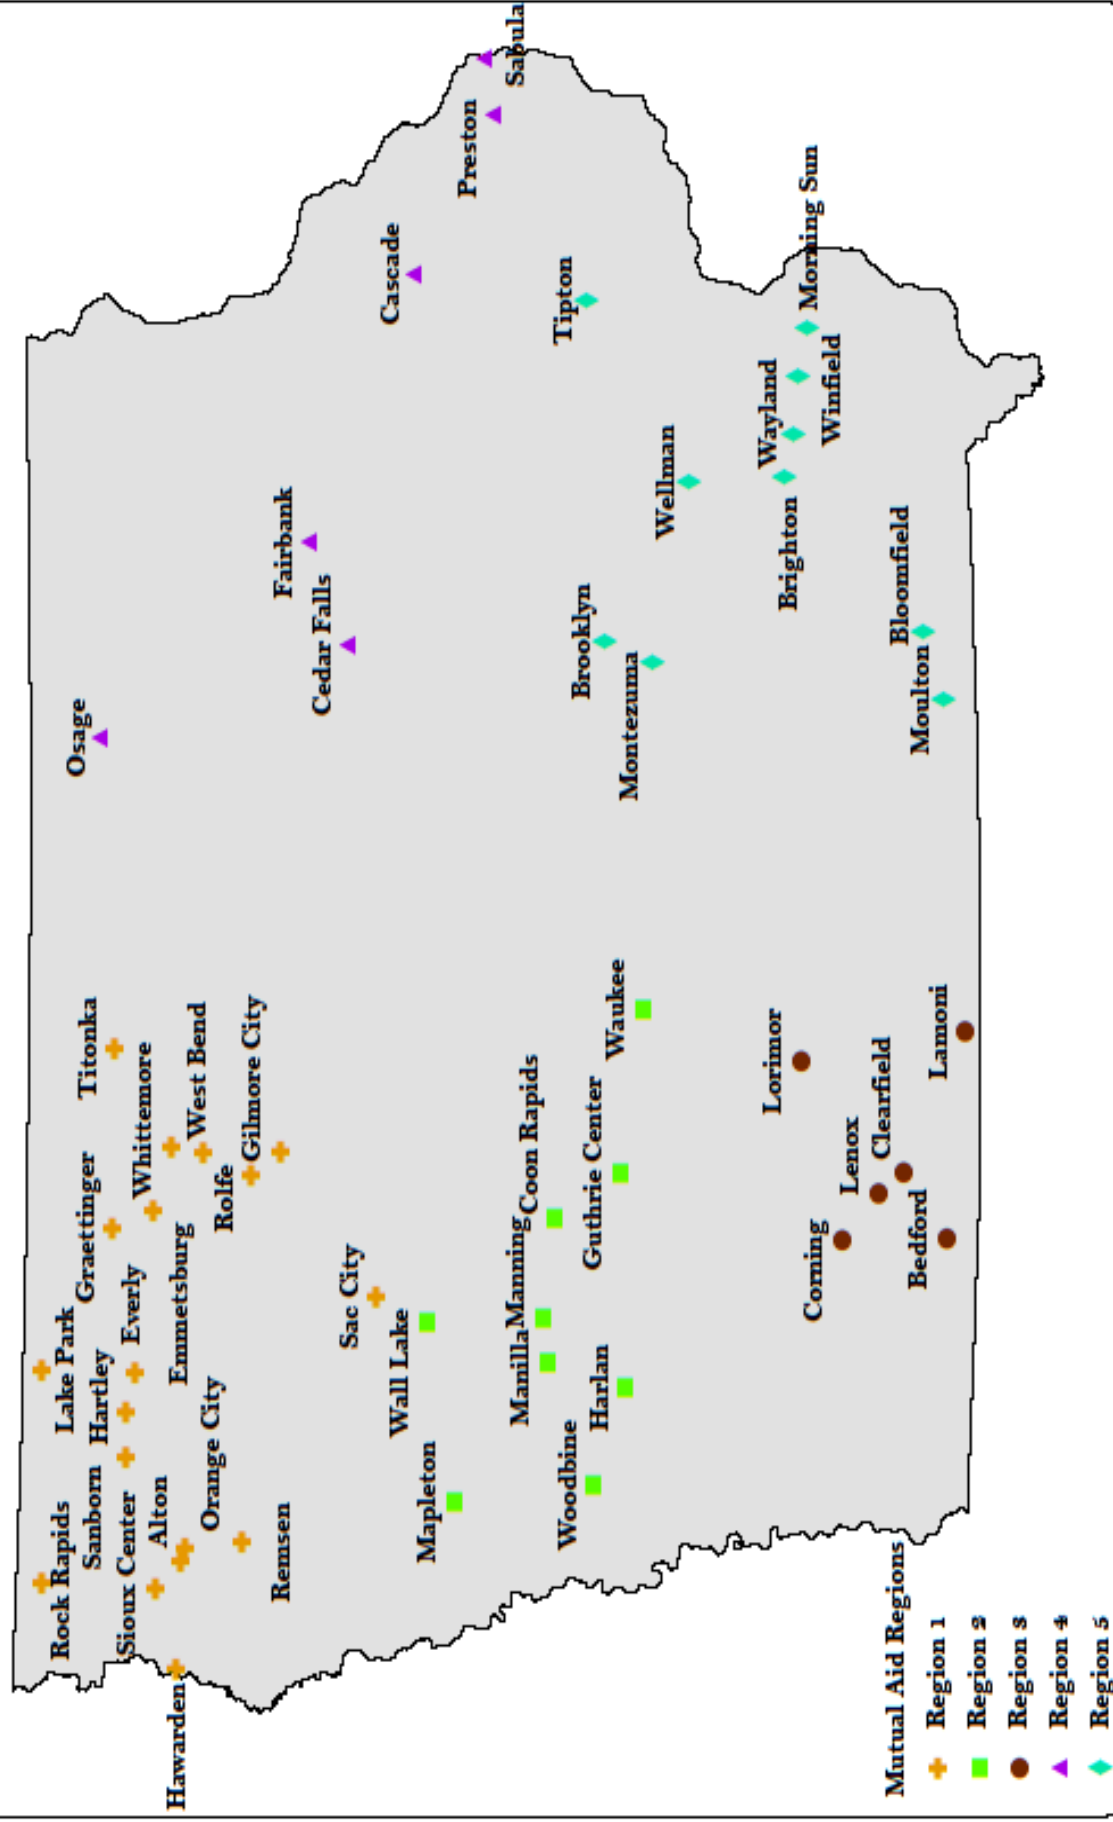 Rock Rapids
Lake Park
Graettinger
Titonka
Osage
Sanborn
Hartley
Everly
Whittemore
Sioux Center
Alton
Emmetsburg
West Bend
Hawarden
Orange City
Rolfe
Gilmore City
Remsen
Fairbank
Cedar Falls
Sac City
Cascade
Wall Lake
Mapleton
Preston
Sabula
Manilla
Manning
Coon Rapids
Tipton
Woodbine
Harlan
Guthrie Center
Waukee
Brooklyn
Montezuma
Wellman
Lorimor
Brighton
Wayland
Morning Sun
Winfield
Corning
Lenox
Clearfield
Bloomfield
Bedford
Lamoni
Moulton
Mutual Aid Regions
Region 1
Region 2
Region 3
Region 4
Region 5